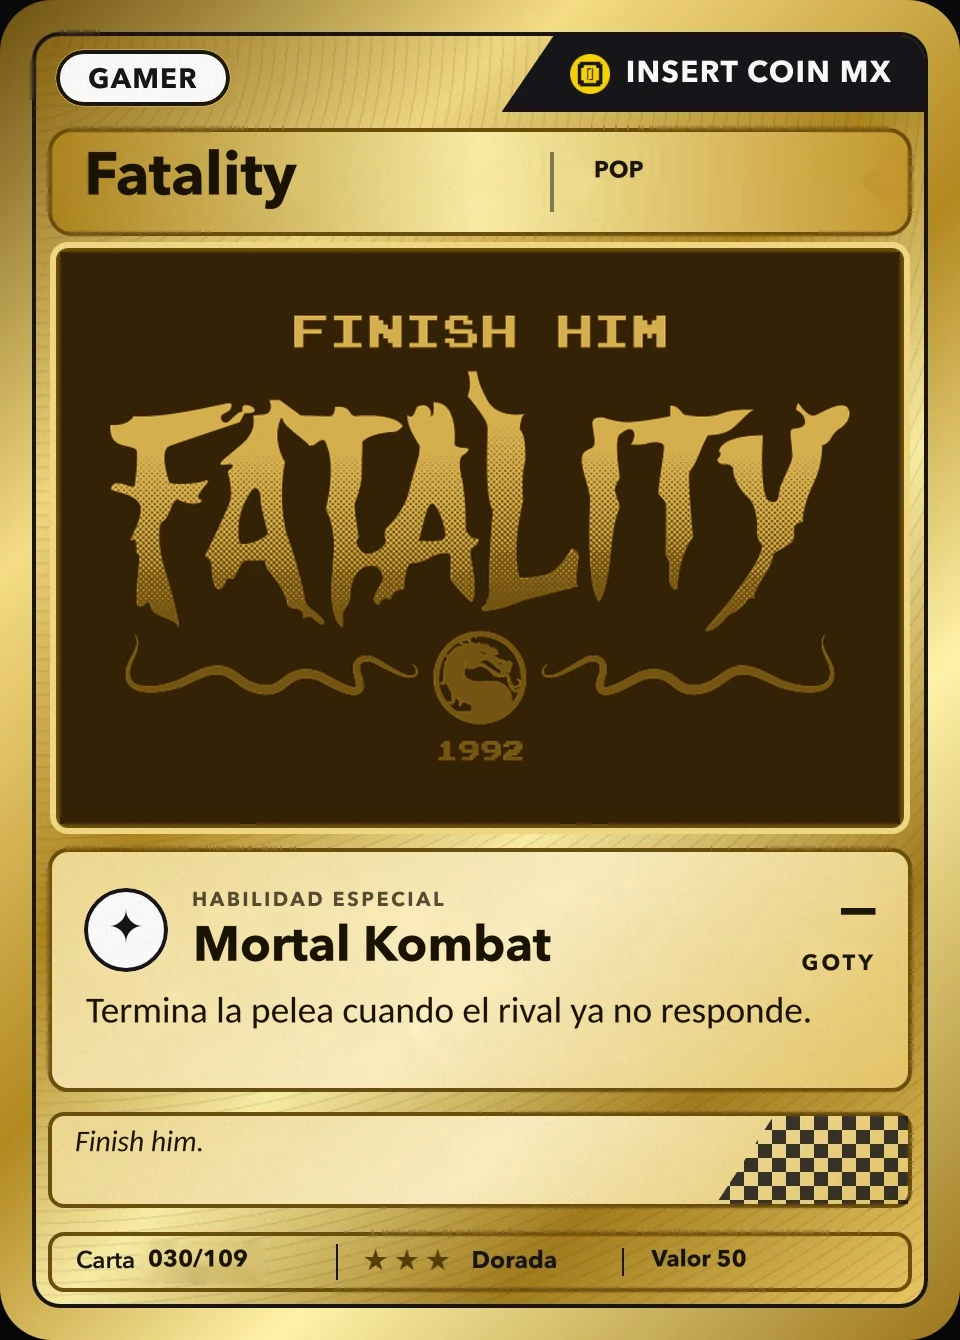 GAMER
INSERT COIN MX
Fatality
POP
FINISH HIM
FATALITY
1992
HABILIDAD ESPECIAL
Mortal Kombat
—
GOTY
Termina la pelea cuando el rival ya no responde.
Finish him.
Carta 030/109
★★★ Dorada
Valor 50